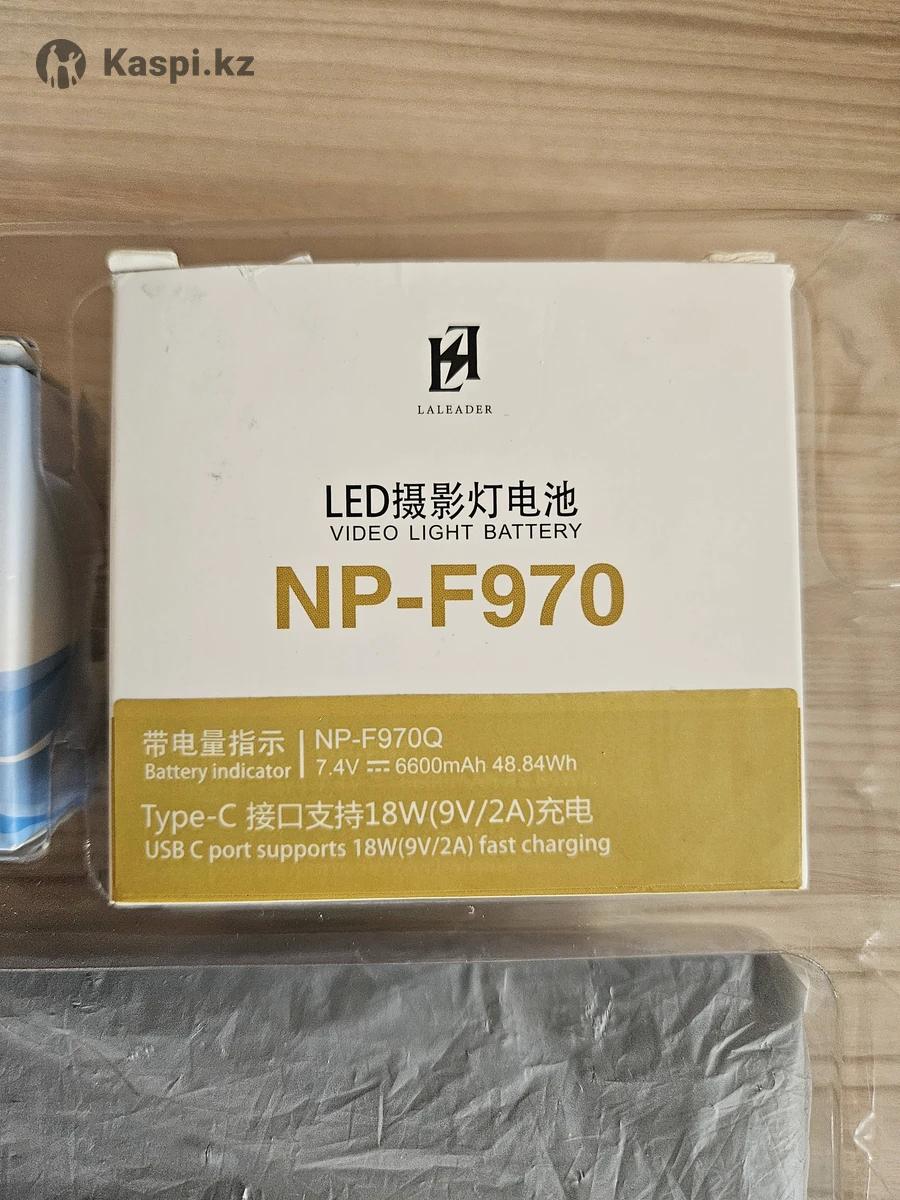 Kaspi.kz
LALEADER
LED摄影灯电池
VIDEO LIGHT BATTERY
NP-F970
带电量指示
Battery indicator
NP-F970Q
7.4V ⎓ 6600mAh 48.84Wh
Type-C 接口支持18W(9V/2A)充电
USB C port supports 18W(9V/2A) fast charging